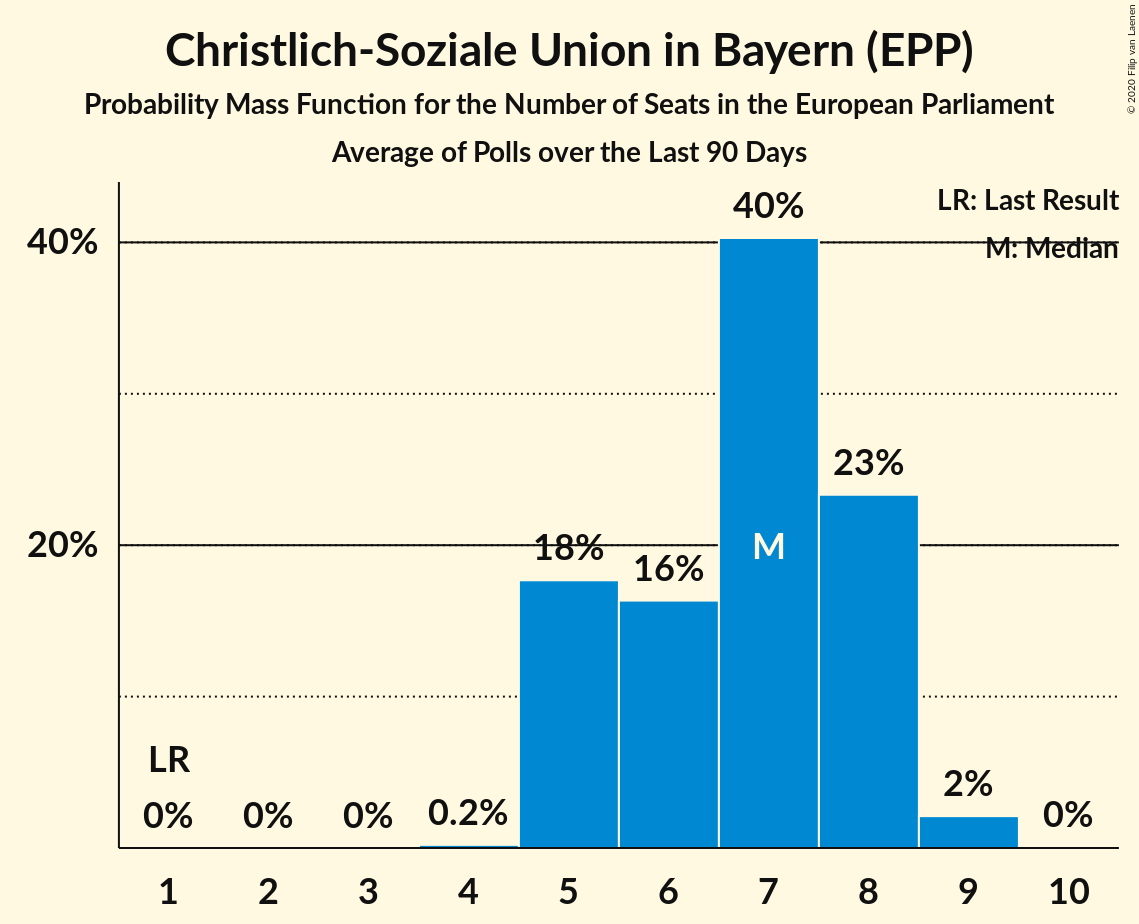 Christlich-Soziale Union in Bayern (EPP)
Probability Mass Function for the Number of Seats in the European Parliament
Average of Polls over the Last 90 Days
© 2020 Filip van Laenen
LR: Last Result
M: Median
40%
20%
40%
23%
18%
16%
M
LR
0%
0%
0%
0.2%
2%
0%
1 2 3 4 5 6 7 8 9 10